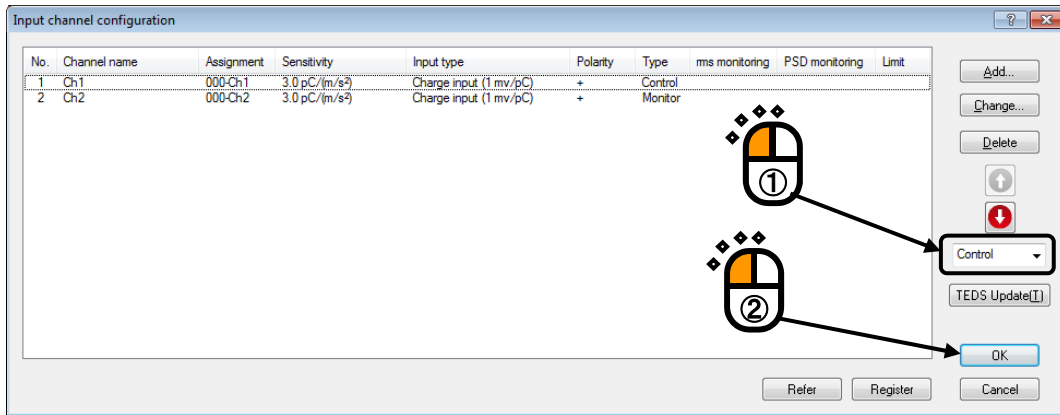 Input channel configuration
No. Channel name Assignment Sensitivity Input type Polarity Type rms monitoring PSD monitoring Limit
1 Ch1 000-Ch1 3.0 pC/(m/s²) Charge input (1 mv/pC) + Control
2 Ch2 000-Ch2 3.0 pC/(m/s²) Charge input (1 mv/pC) + Monitor
Add...
Change...
Delete
①
Control
TEDS Update(T)
②
OK
Refer Register Cancel